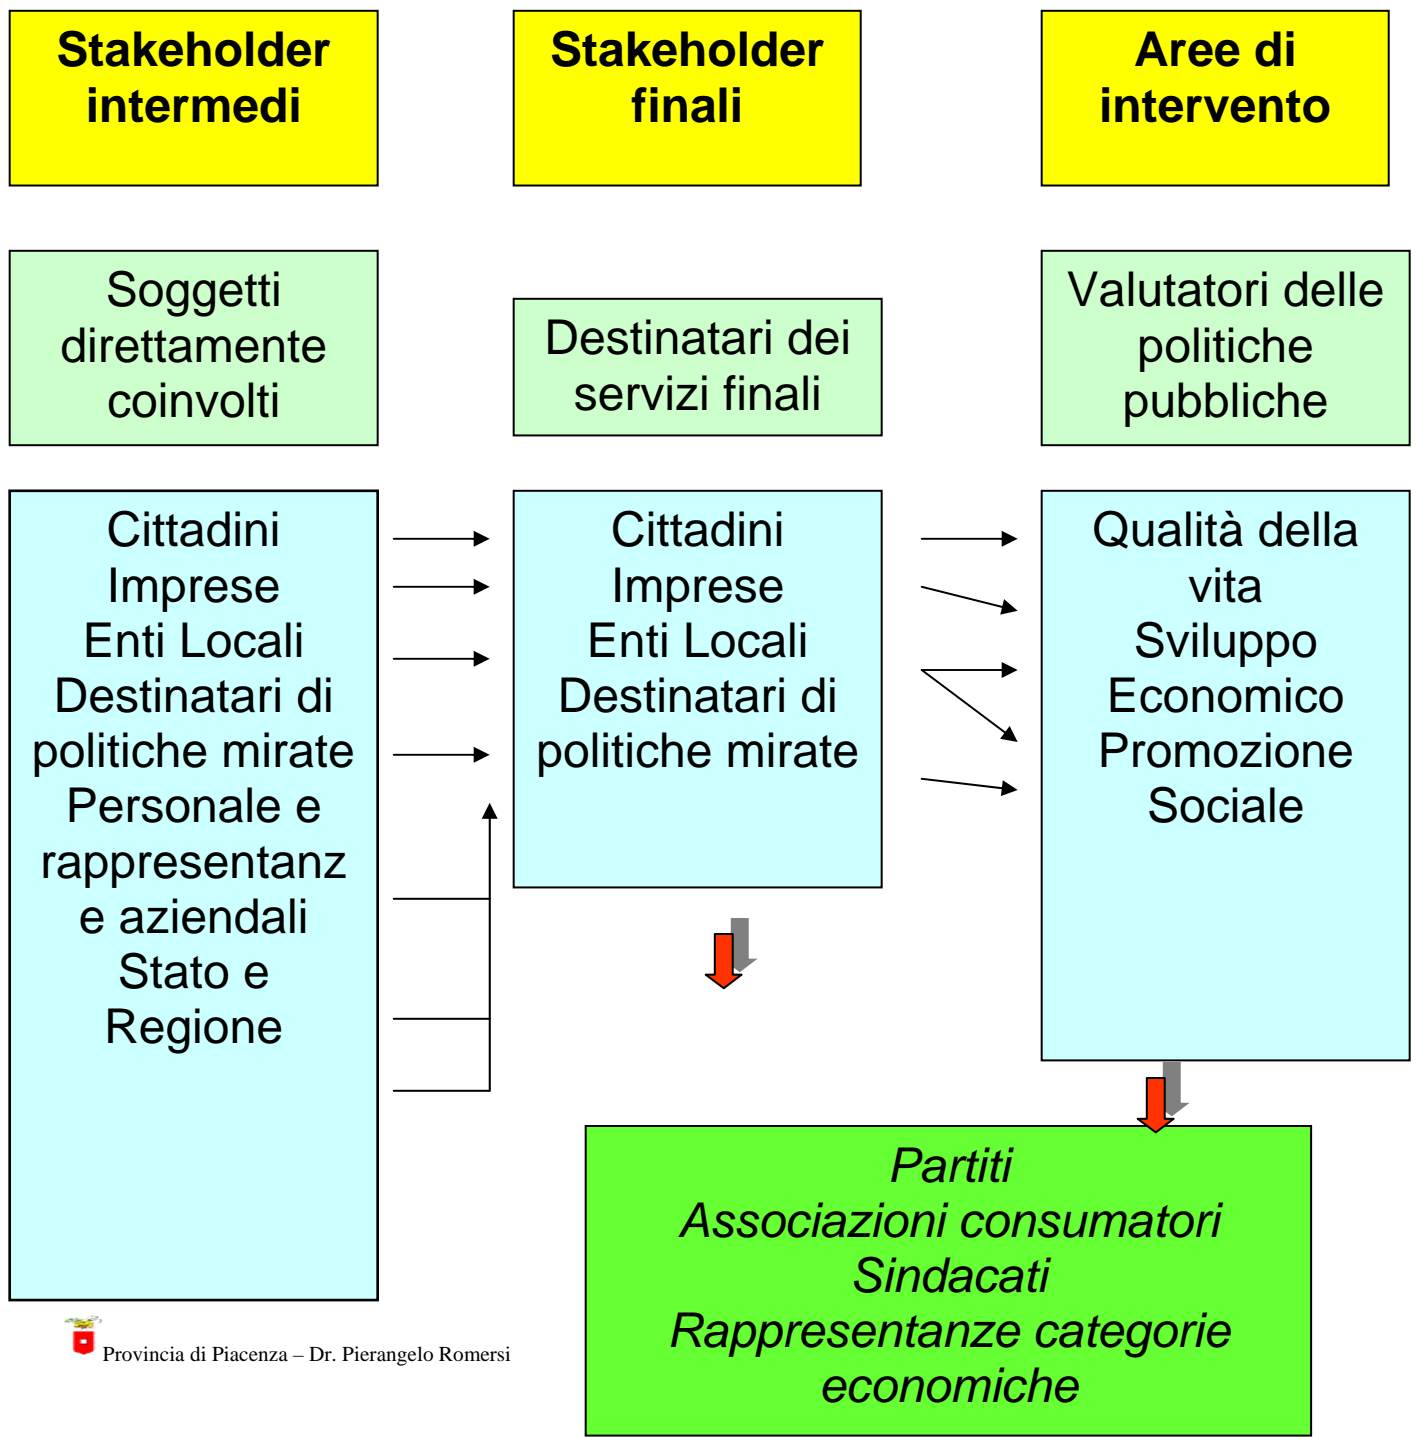 Stakeholder
intermedi
Stakeholder
finali
Aree di
intervento
Soggetti
direttamente
coinvolti
Destinatari dei
servizi finali
Valutatori delle
politiche
pubbliche
Cittadini
Imprese
Enti Locali
Destinatari di
politiche mirate
Personale e
rappresentanz
e aziendali
Stato e
Regione
Cittadini
Imprese
Enti Locali
Destinatari di
politiche mirate
Qualità della
vita
Sviluppo
Economico
Promozione
Sociale
Partiti
Associazioni consumatori
Sindacati
Rappresentanze categorie
economiche
Provincia di Piacenza – Dr. Pierangelo Romersi